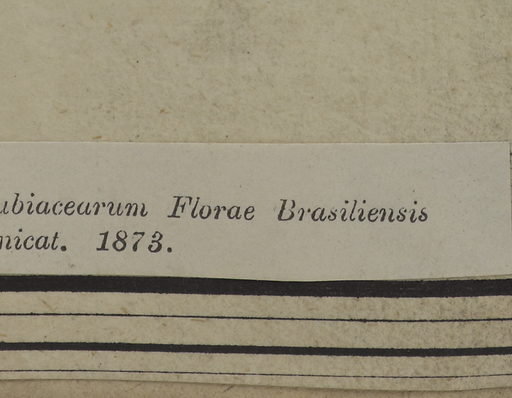 ubiacearum Florae Brasiliensis
nicat. 1873.